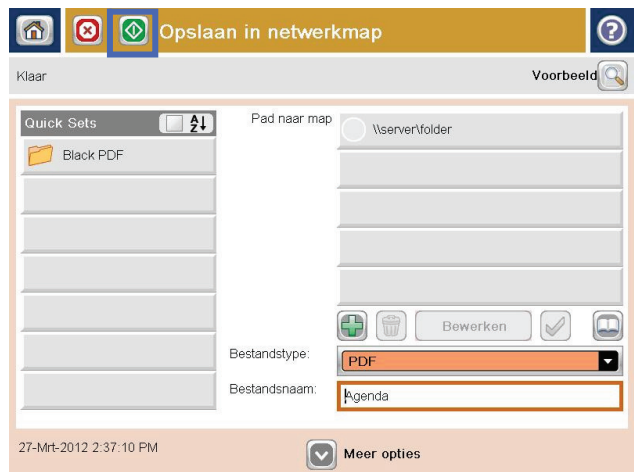 Opslaan in netwerkmap
?
Klaar
Voorbeeld
Quick Sets
A
Z
Black PDF
Pad naar map
\\server\folder
Bewerken
Bestandstype:
PDF
Bestandsnaam:
Agenda
27-Mrt-2012 2:37:10 PM
Meer opties